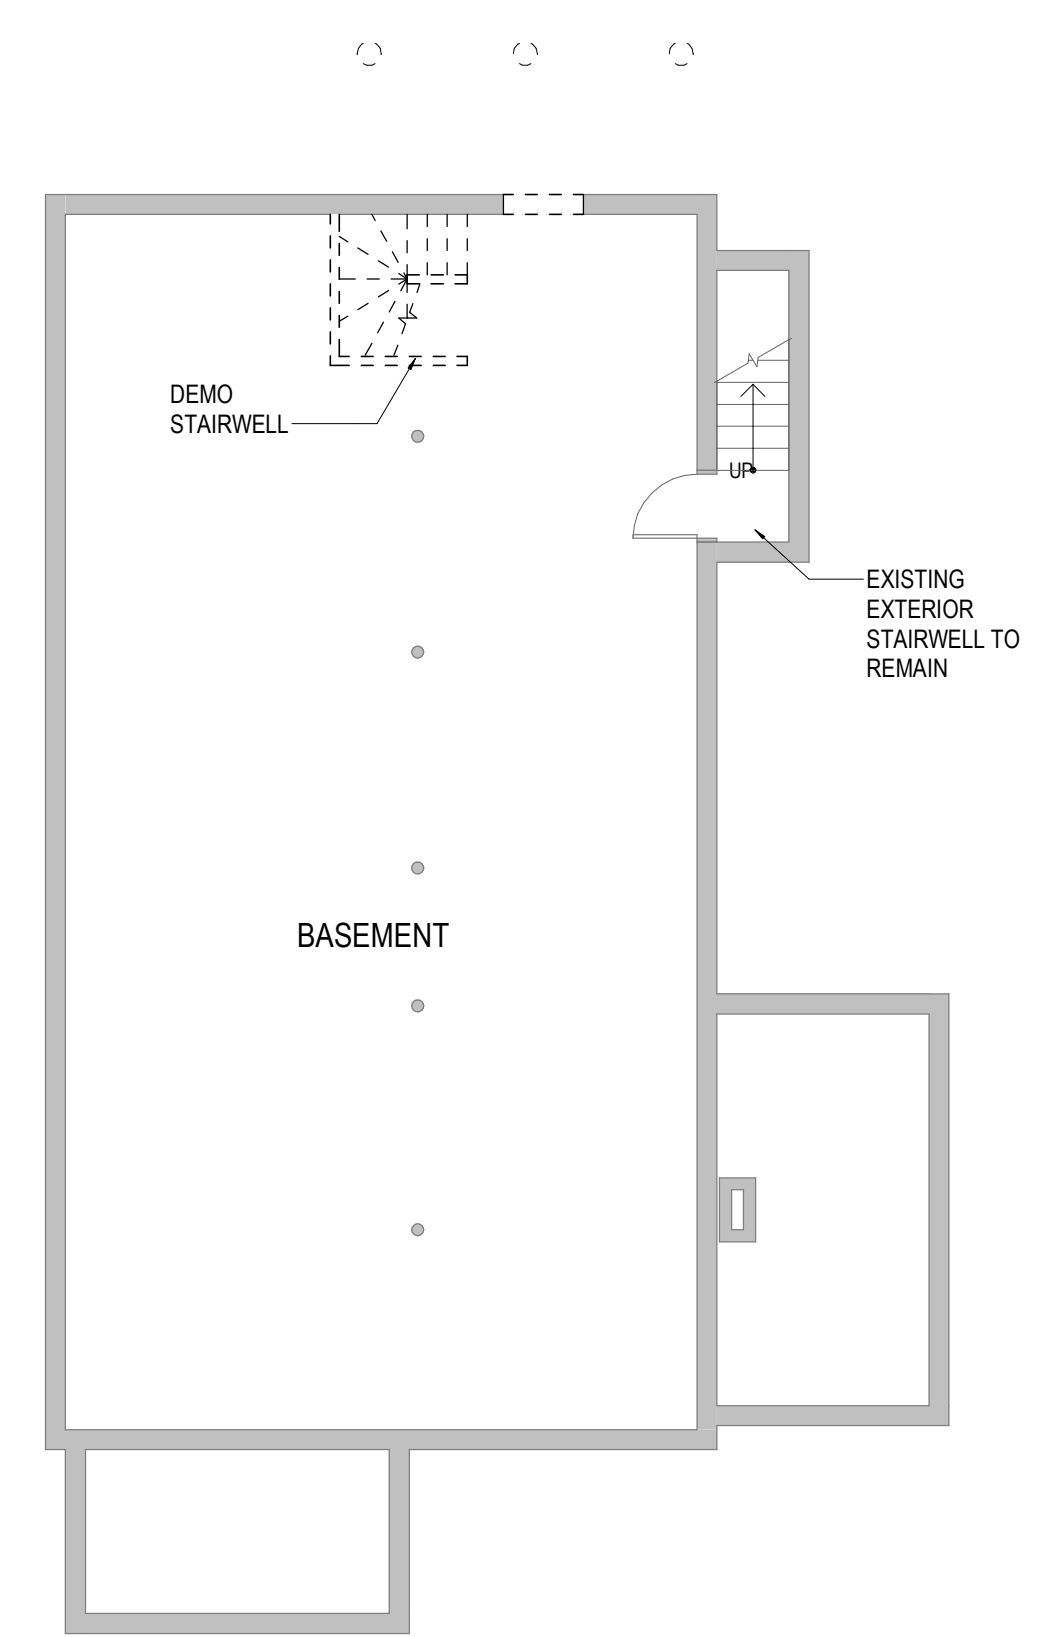 DEMO
STAIRWELL
UP
EXISTING
EXTERIOR
STAIRWELL TO
REMAIN
BASEMENT